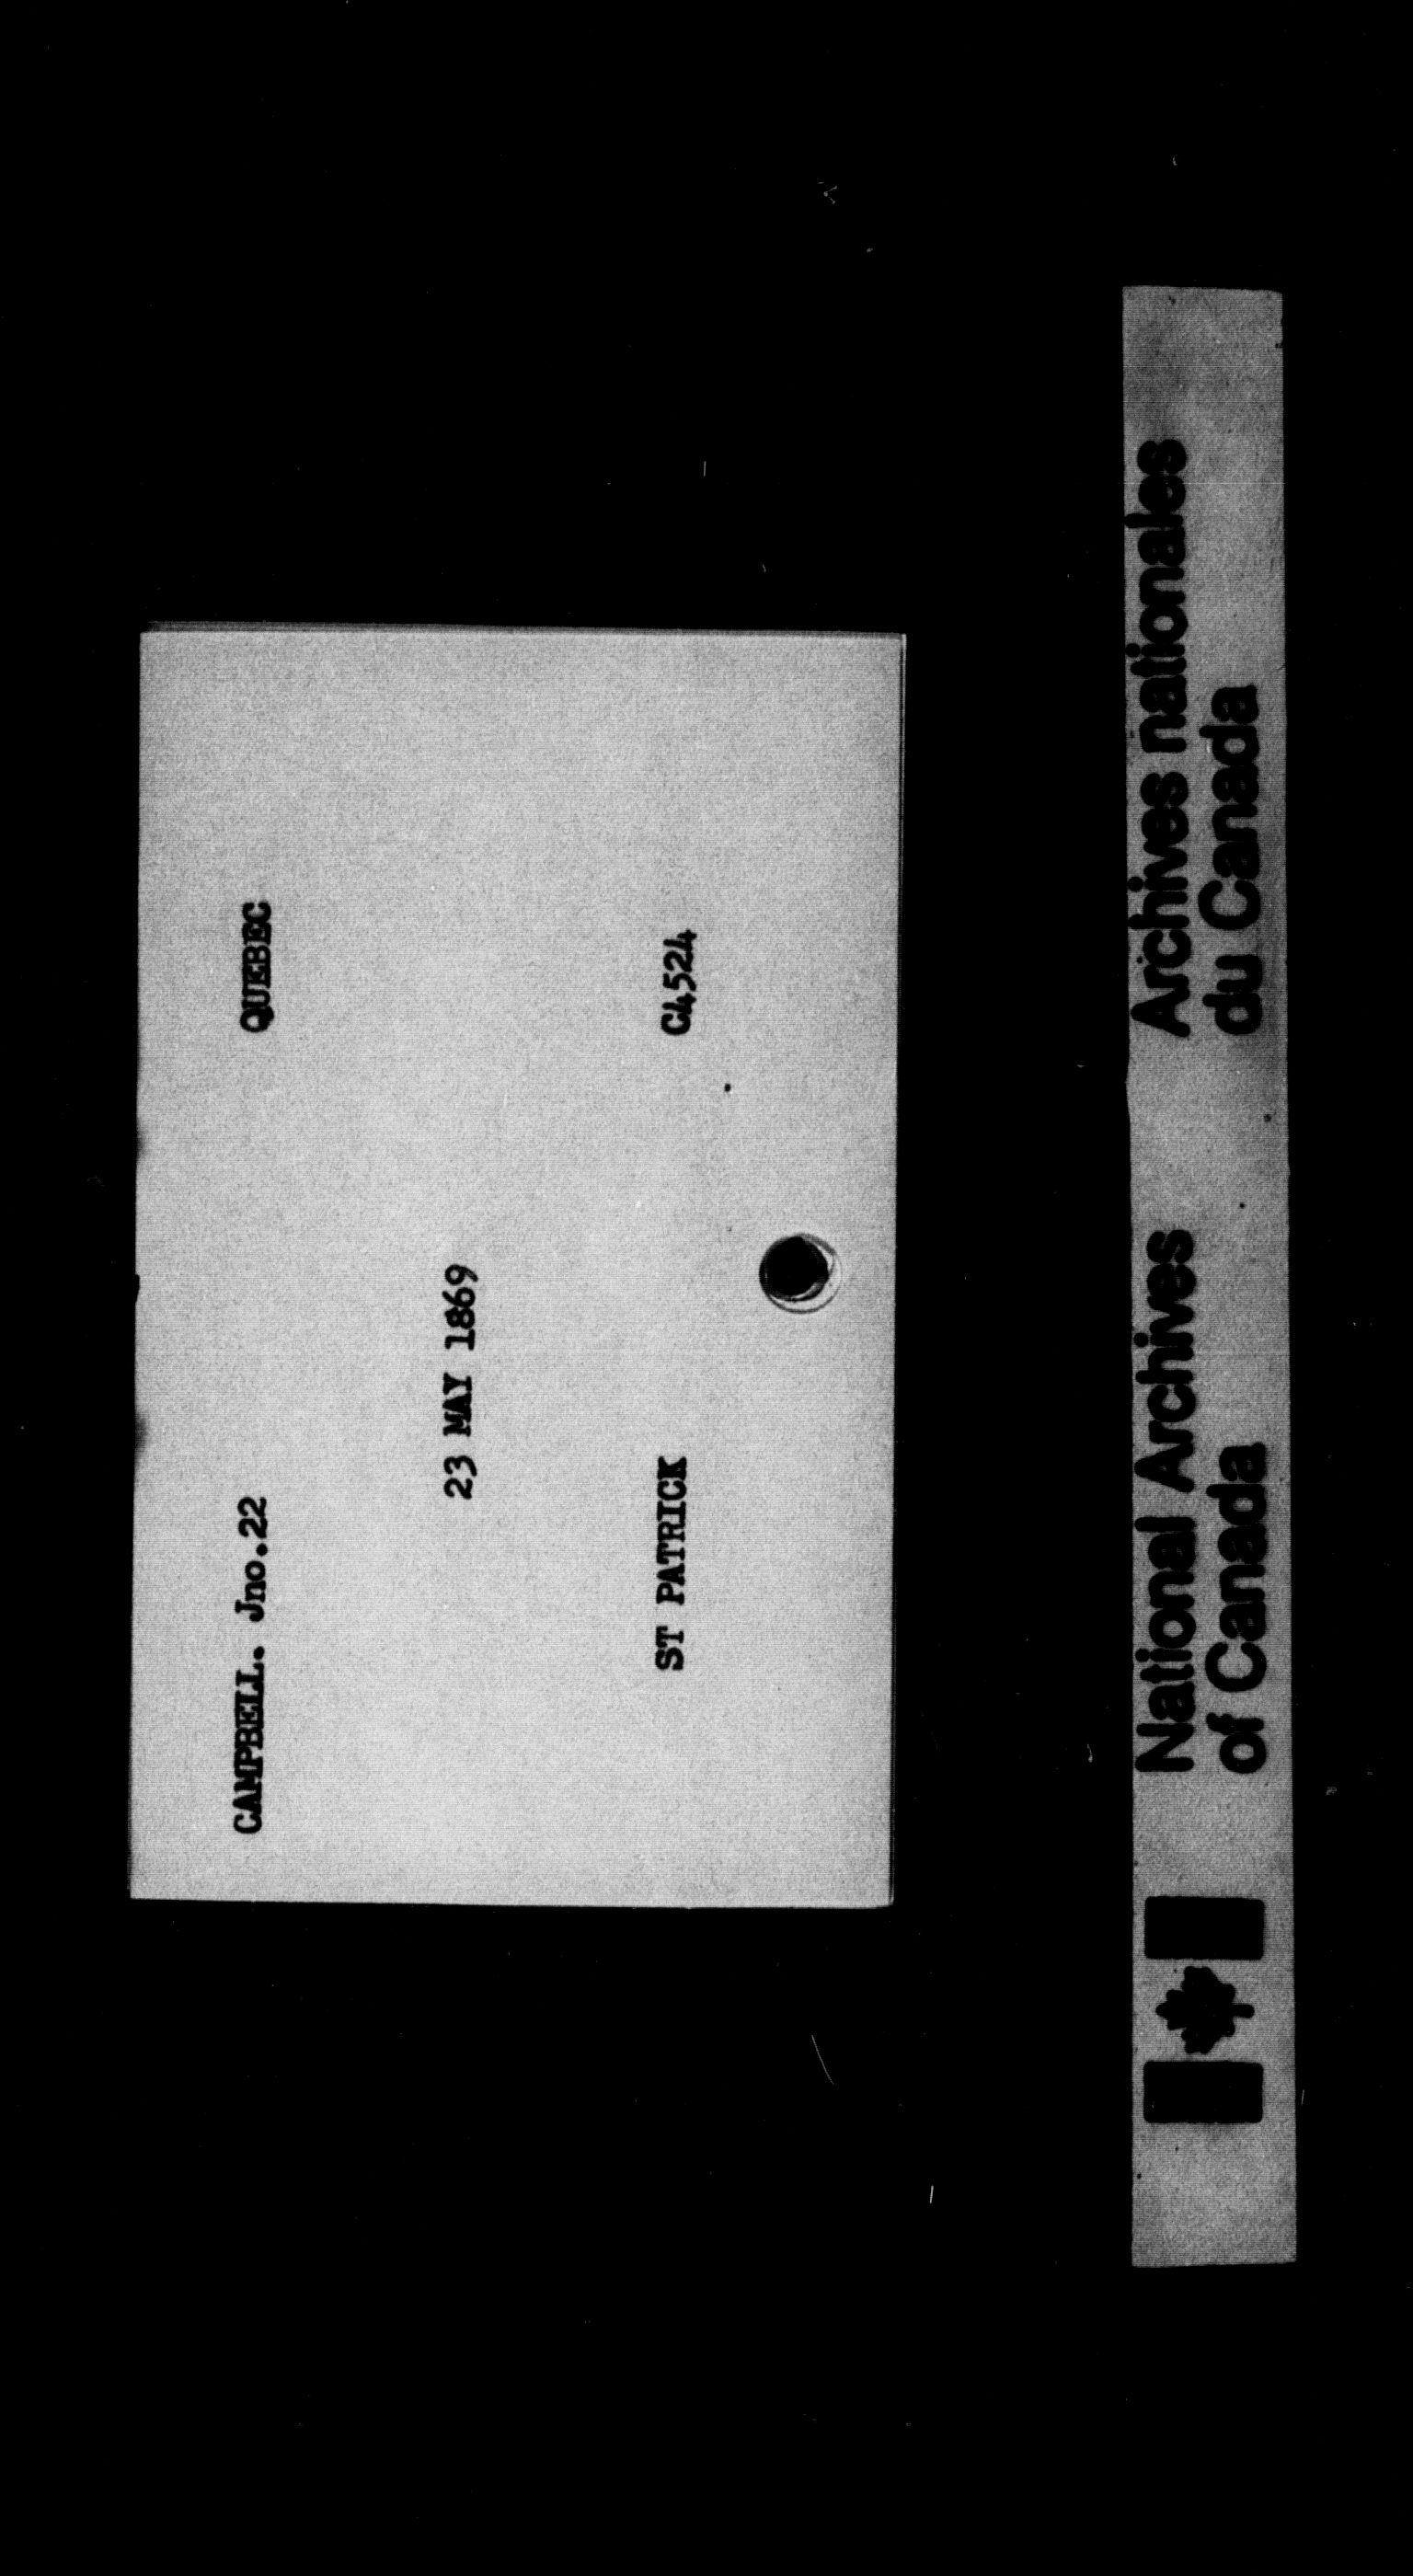 CAMPBELL. Jno.22 QUEBEC
23 MAY 1869
ST PATRICK C4524
National Archives
of Canada
Archives nationales
du Canada